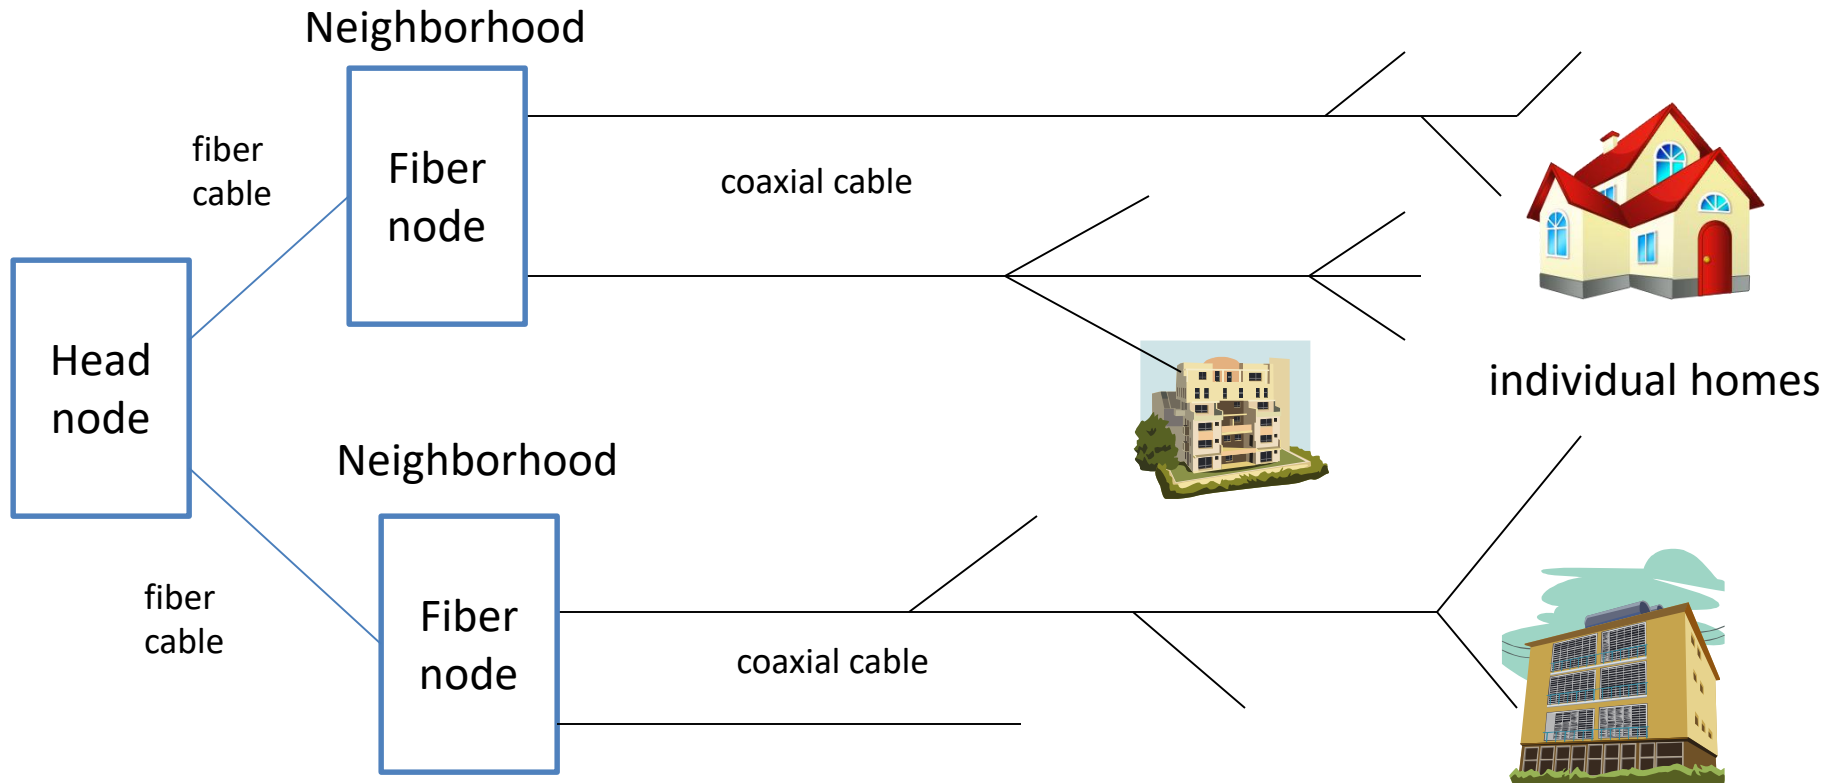 Neighborhood
fiber
cable
Fiber
node
coaxial cable
Head
node
individual homes
Neighborhood
fiber
cable
Fiber
node
coaxial cable